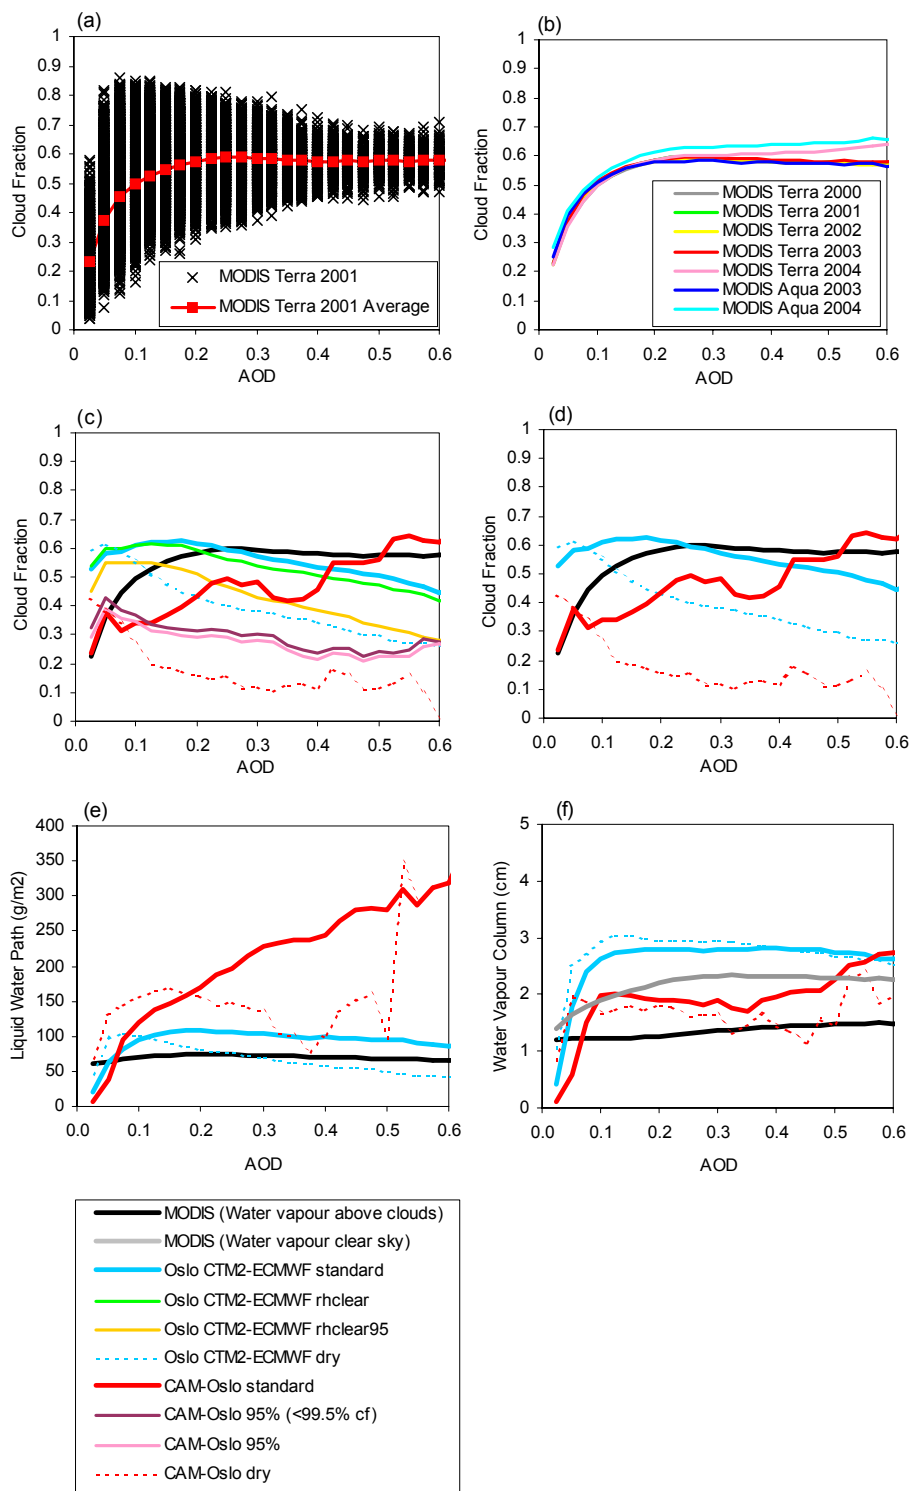 (a)
Cloud Fraction
1
0.9
0.8
0.7
0.6
0.5
0.4
0.3
0.2
0.1
0
0 0.1 0.2 0.3 0.4 0.5 0.6
AOD
MODIS Terra 2001
MODIS Terra 2001 Average
(b)
Cloud Fraction
1
0.9
0.8
0.7
0.6
0.5
0.4
0.3
0.2
0.1
0
0 0.1 0.2 0.3 0.4 0.5 0.6
AOD
MODIS Terra 2000
MODIS Terra 2001
MODIS Terra 2002
MODIS Terra 2003
MODIS Terra 2004
MODIS Aqua 2003
MODIS Aqua 2004
(c)
Cloud Fraction
1
0.9
0.8
0.7
0.6
0.5
0.4
0.3
0.2
0.1
0
0.0 0.1 0.2 0.3 0.4 0.5 0.6
AOD
(d)
Cloud Fraction
1
0.9
0.8
0.7
0.6
0.5
0.4
0.3
0.2
0.1
0
0.0 0.1 0.2 0.3 0.4 0.5 0.6
AOD
(e)
Liquid Water Path (g/m2)
400
350
300
250
200
150
100
50
0
0.0 0.1 0.2 0.3 0.4 0.5 0.6
AOD
(f)
Water Vapour Column (cm)
5
4
3
2
1
0
0.0 0.1 0.2 0.3 0.4 0.5 0.6
AOD
MODIS (Water vapour above clouds)
MODIS (Water vapour clear sky)
Oslo CTM2-ECMWF standard
Oslo CTM2-ECMWF rhclear
Oslo CTM2-ECMWF rhclear95
Oslo CTM2-ECMWF dry
CAM-Oslo standard
CAM-Oslo 95% (<99.5% cf)
CAM-Oslo 95%
CAM-Oslo dry